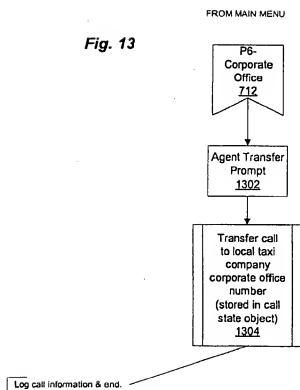 FROM MAIN MENU
Fig. 13
P6-
Corporate
Office
712
Agent Transfer
Prompt
1302
Transfer call
to local taxi
company
corporate office
number
(stored in call
state object)
1304
Log call information & end.